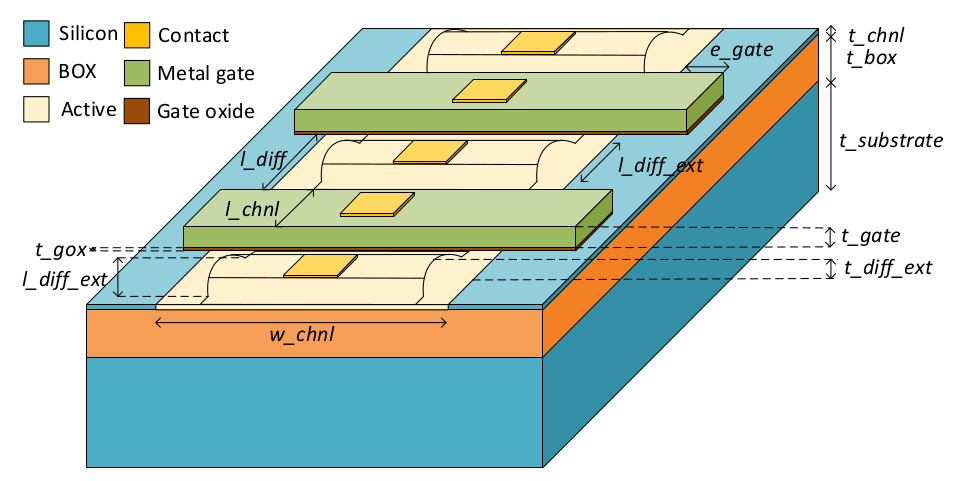 Silicon
Contact
BOX
Metal gate
Active
Gate oxide
e_gate
t_chnl
t_box
t_substrate
l_diff
l_diff_ext
l_chnl
t_gox
t_gate
l_diff_ext
t_diff_ext
w_chnl